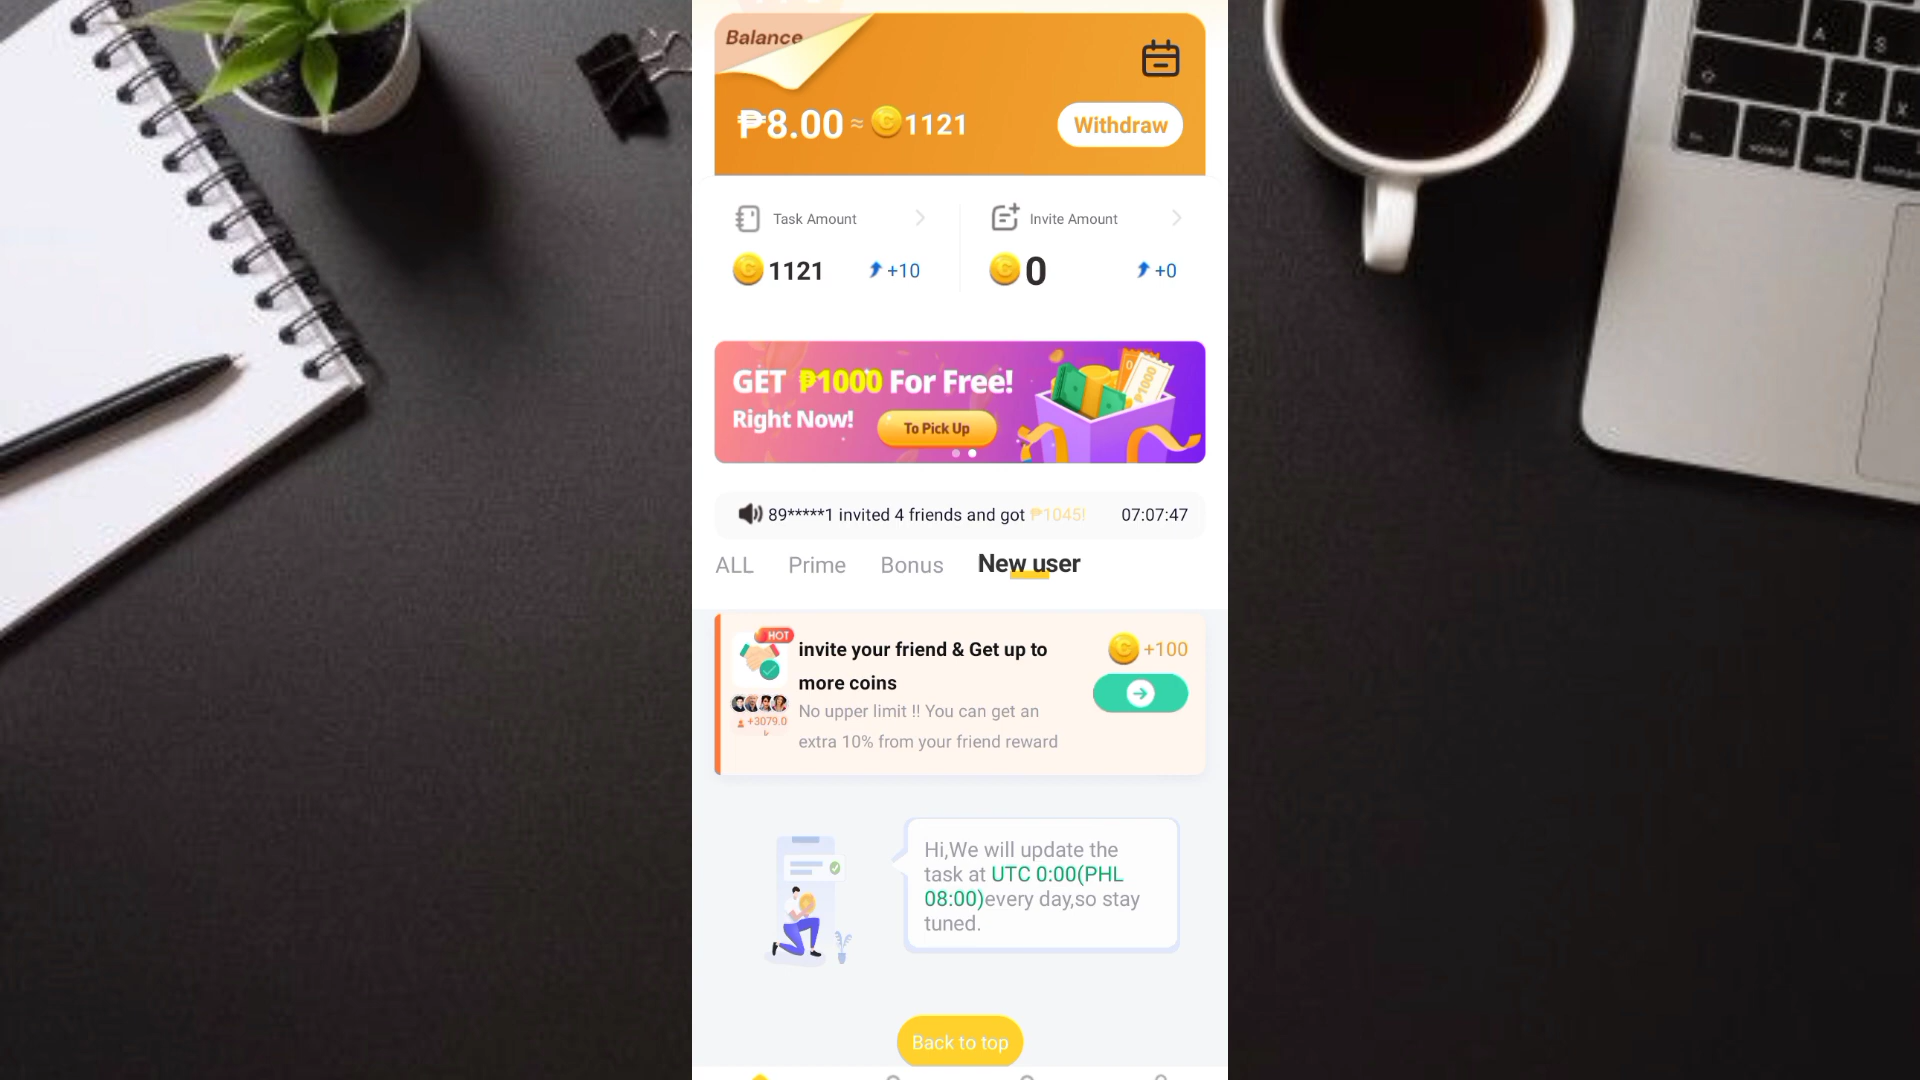 Balance
₱8.00 ≈ 1121
Withdraw
Task Amount
Invite Amount
1121
+10
0
+0
GET ₱1000 For Free!
Right Now!
To Pick Up
₱1000
0
89*****1 invited 4 friends and got ₱1045!
07:07:47
ALL
Prime
Bonus
New user
HOT
invite your friend & Get up to
more coins
+100
No upper limit !! You can get an
extra 10% from your friend reward
+3079.0
Hi,We will update the
task at UTC 0:00(PHL
08:00)every day,so stay
tuned.
Back to top
A
S
Z
X
control
option